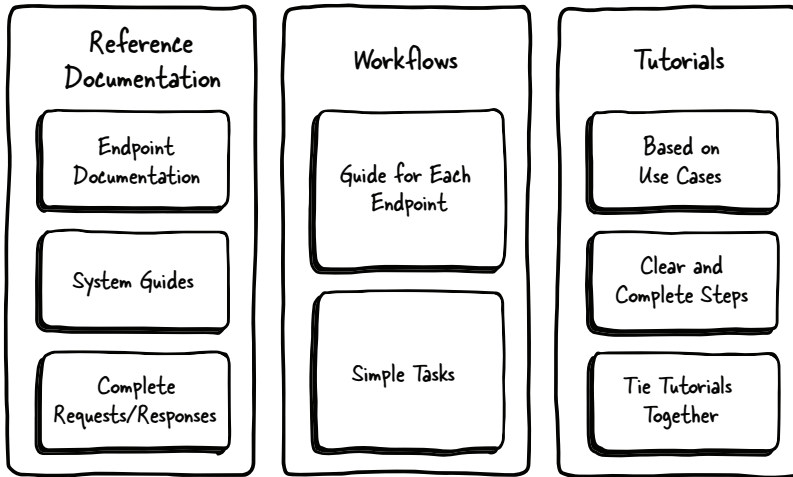 Reference
Documentation
Endpoint
Documentation
System Guides
Complete
Requests/Responses
Workflows
Guide for Each
Endpoint
Simple Tasks
Tutorials
Based on
Use Cases
Clear and
Complete Steps
Tie Tutorials
Together